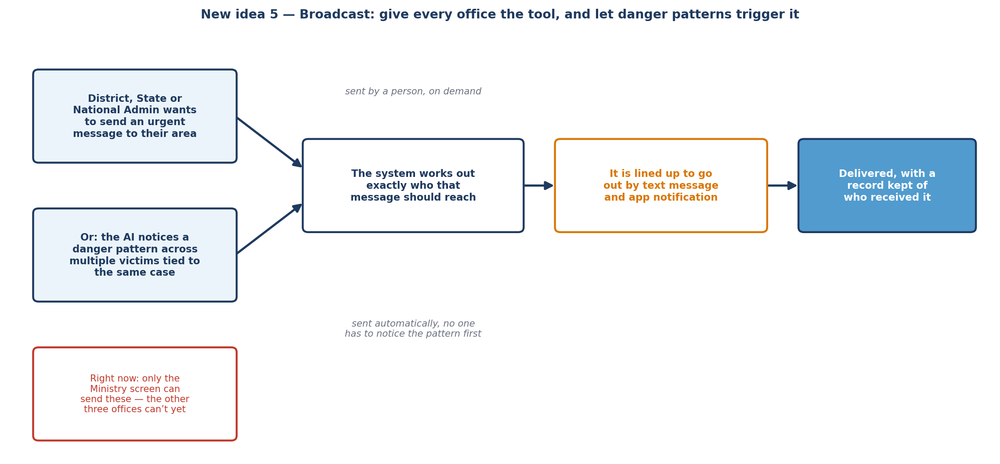 New idea 5 — Broadcast: give every office the tool, and let danger patterns trigger it
District, State or
National Admin wants
to send an urgent
message to their area
sent by a person, on demand
The system works out
exactly who that
message should reach
It is lined up to go
out by text message
and app notification
Delivered, with a
record kept of
who received it
Or: the AI notices a
danger pattern across
multiple victims tied to
the same case
sent automatically, no one
has to notice the pattern first
Right now: only the
Ministry screen can
send these — the other
three offices can’t yet